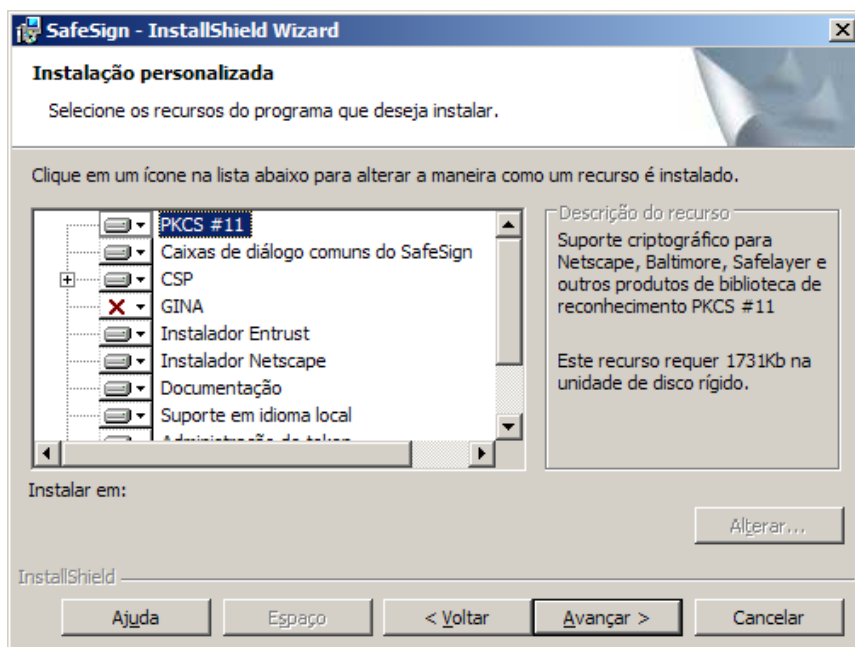 SafeSign - InstallShield Wizard
Instalação personalizada
Selecione os recursos do programa que deseja instalar.
Clique em um ícone na lista abaixo para alterar a maneira como um recurso é instalado.
PKCS #11
Caixas de diálogo comuns do SafeSign
CSP
GINA
Instalador Entrust
Instalador Netscape
Documentação
Suporte em idioma local
Administração do token
Descrição do recurso
Suporte criptográfico para
Netscape, Baltimore, Safelayer e
outros produtos de biblioteca de
reconhecimento PKCS #11
Este recurso requer 1731Kb na
unidade de disco rígido.
Instalar em:
Alterar...
InstallShield
Ajuda
Espaço
< Voltar
Avançar >
Cancelar